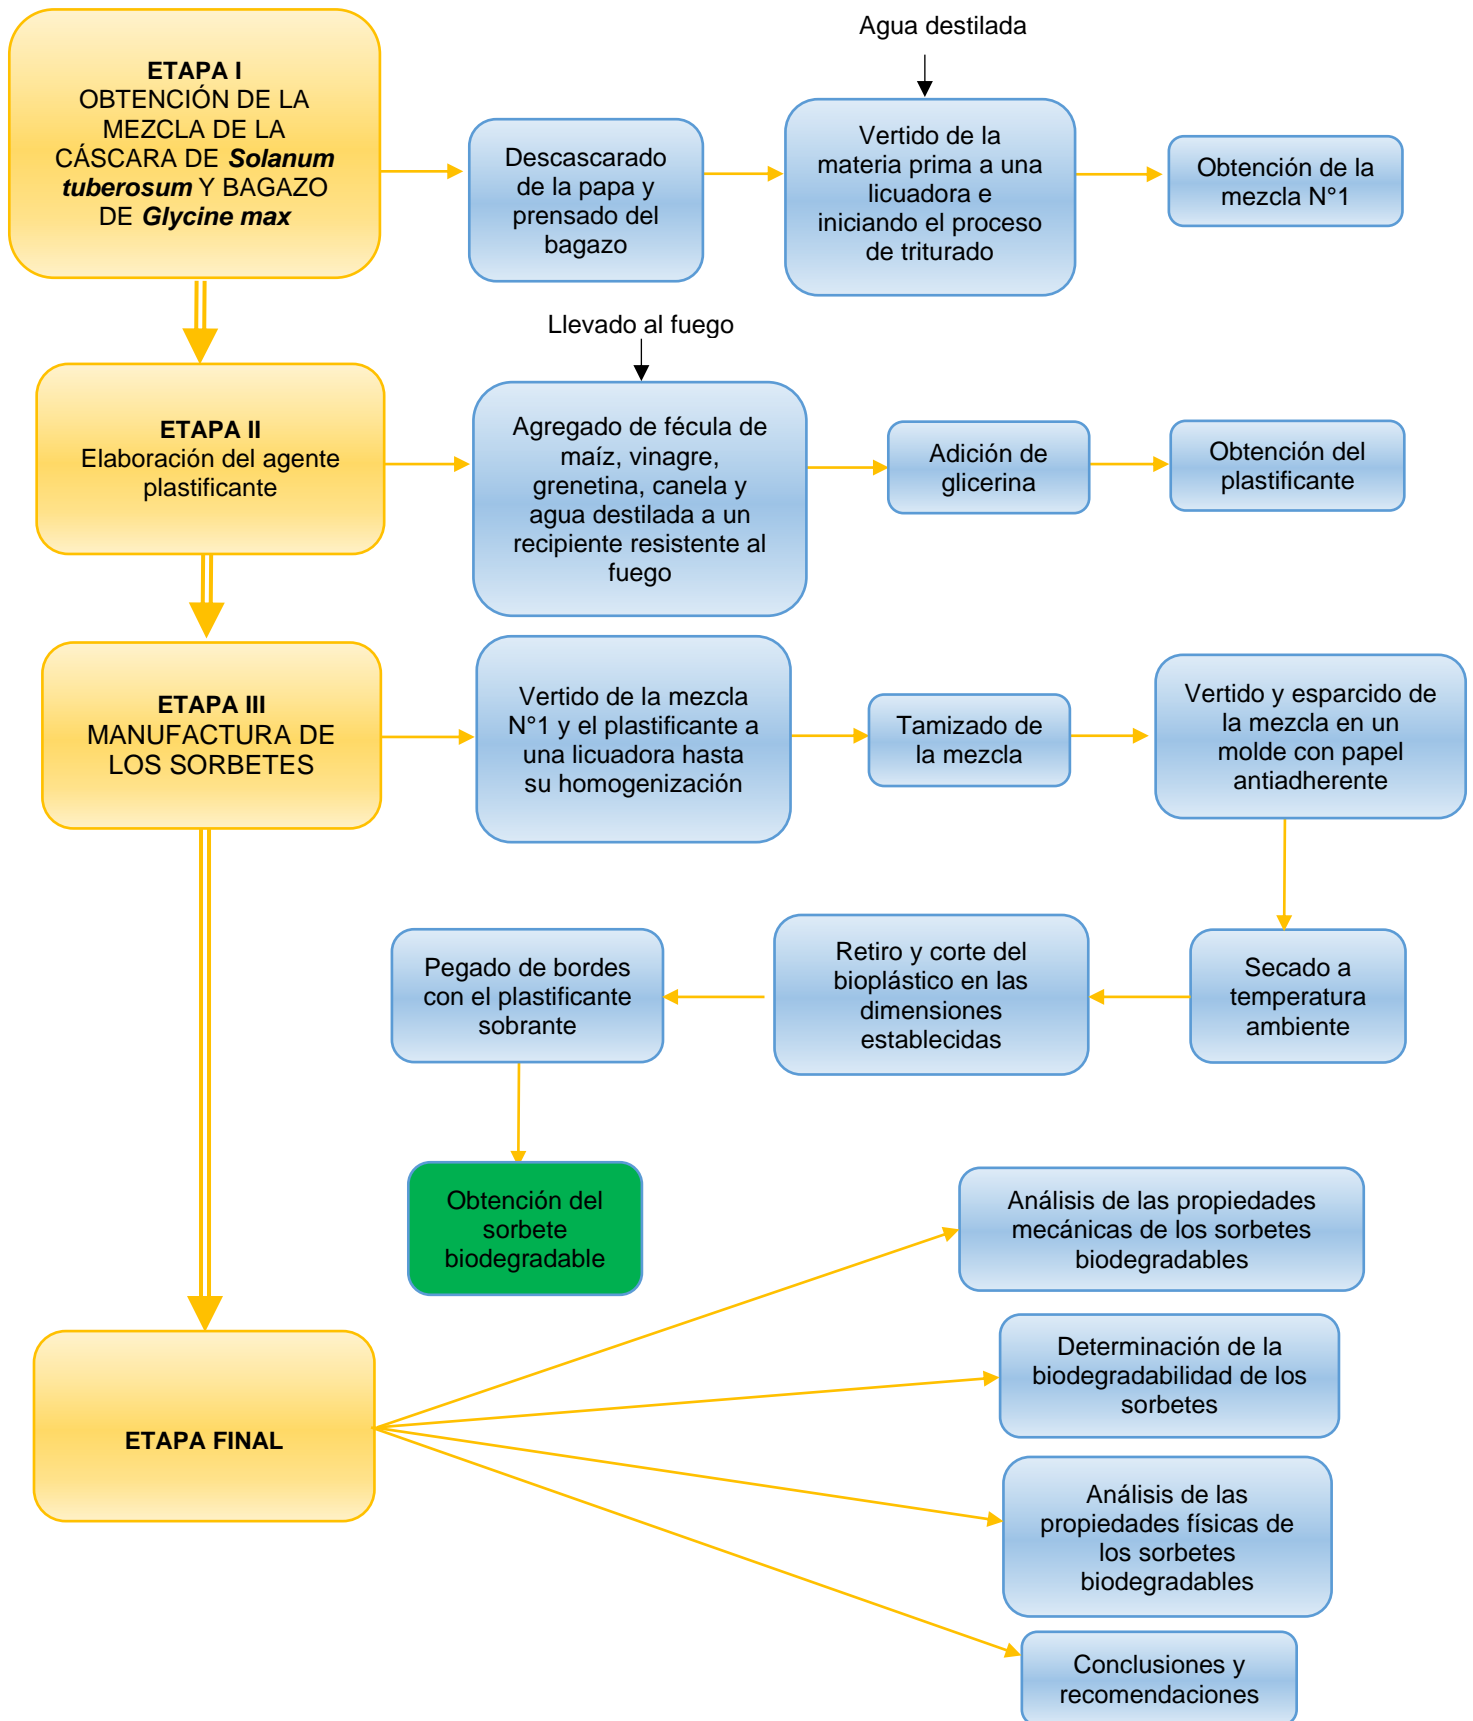 ETAPA I
OBTENCIÓN DE LA
MEZCLA DE LA
CÁSCARA DE Solanum
tuberosum Y BAGAZO
DE Glycine max
Descascarado
de la papa y
prensado del
bagazo
Agua destilada
Vertido de la
materia prima a una
licuadora e
iniciando el proceso
de triturado
Obtención de la
mezcla N°1
ETAPA II
Elaboración del agente
plastificante
Llevado al fuego
Agregado de fécula de
maíz, vinagre,
grenetina, canela y
agua destilada a un
recipiente resistente al
fuego
Adición de
glicerina
Obtención del
plastificante
ETAPA III
MANUFACTURA DE
LOS SORBETES
Vertido de la mezcla
N°1 y el plastificante a
una licuadora hasta
su homogenización
Tamizado de
la mezcla
Vertido y esparcido de
la mezcla en un
molde con papel
antiadherente
Secado a
temperatura
ambiente
Retiro y corte del
bioplástico en las
dimensiones
establecidas
Pegado de bordes
con el plastificante
sobrante
Obtención del
sorbete
biodegradable
ETAPA FINAL
Análisis de las propiedades
mecánicas de los sorbetes
biodegradables
Determinación de la
biodegradabilidad de los
sorbetes
Análisis de las
propiedades físicas de
los sorbetes
biodegradables
Conclusiones y
recomendaciones